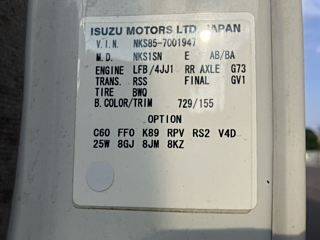 ISUZU MOTORS LTD. JAPAN
V.I.N. NKS85-7001947
M.D. NKS1SN E AB/BA
ENGINE LFB/4JJ1 RR AXLE G73
TRANS. RSS FINAL GV1
TIRE BWQ
B.COLOR/TRIM 729/155
OPTION
C60 FF0 K89 RPV RS2 V4D
25W 8GJ 8JM 8KZ